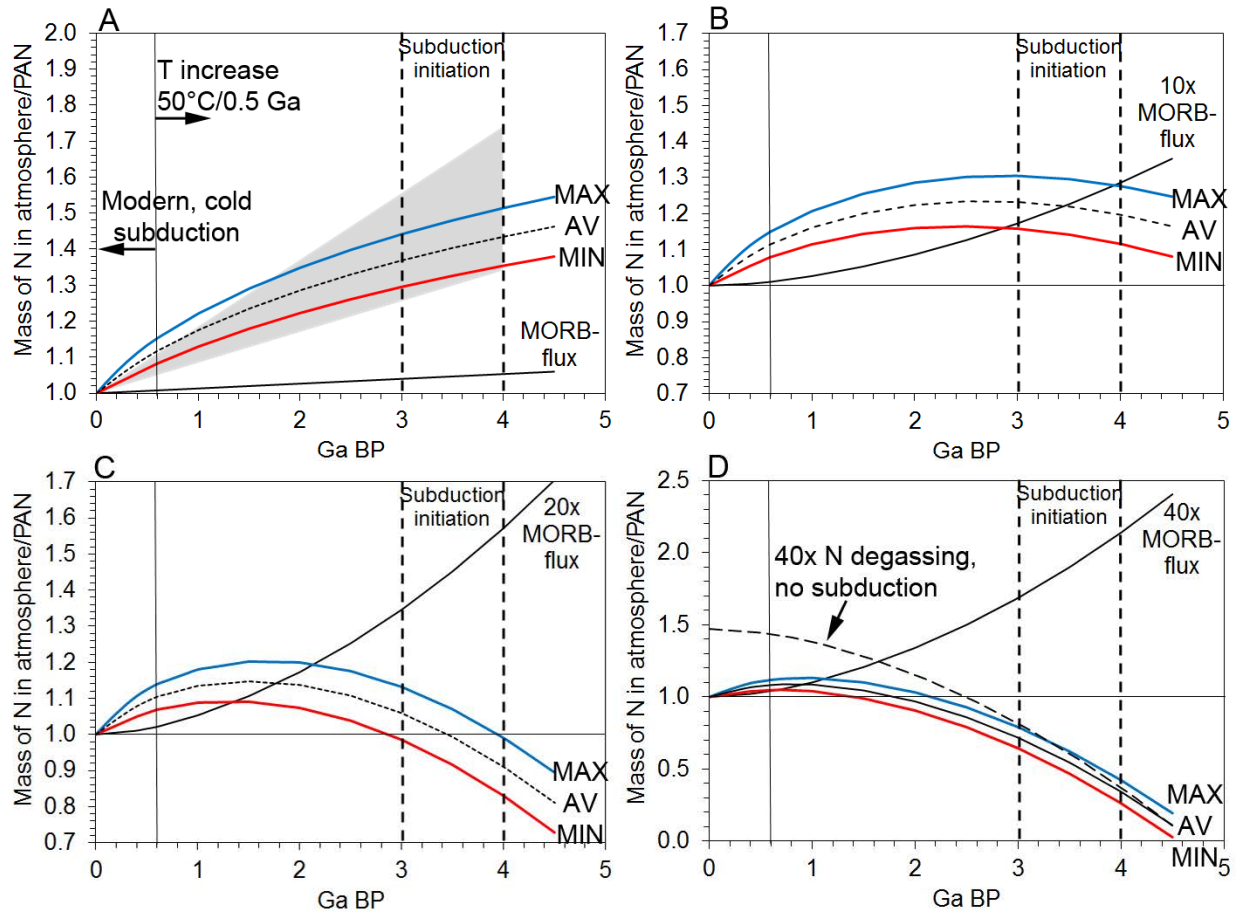 A
Mass of N in atmosphere/PAN
2.0
1.9
1.8
1.7
1.6
1.5
1.4
1.3
1.2
1.1
1.0
T increase
50°C/0.5 Ga
Modern, cold
subduction
Subduction
initiation
MAX
AV
MIN
MORB-
flux
0 1 2 3 4 5
Ga BP
B
Mass of N in atmosphere/PAN
1.7
1.6
1.5
1.4
1.3
1.2
1.1
1.0
0.9
0.8
0.7
Subduction
initiation
10x
MORB-
flux
MAX
AV
MIN
0 1 2 3 4 5
Ga BP
C
Mass of N in atmosphere/PAN
1.7
1.6
1.5
1.4
1.3
1.2
1.1
1.0
0.9
0.8
0.7
Subduction
initiation
20x
MORB-
flux
MAX
AV
MIN
0 1 2 3 4 5
Ga BP
D
Mass of N in atmosphere/PAN
2.5
2.0
1.5
1.0
0.5
0.0
Subduction
initiation
40x
MORB-
flux
40x N degassing,
no subduction
MAX
AV
MIN
0 1 2 3 4 5
Ga BP